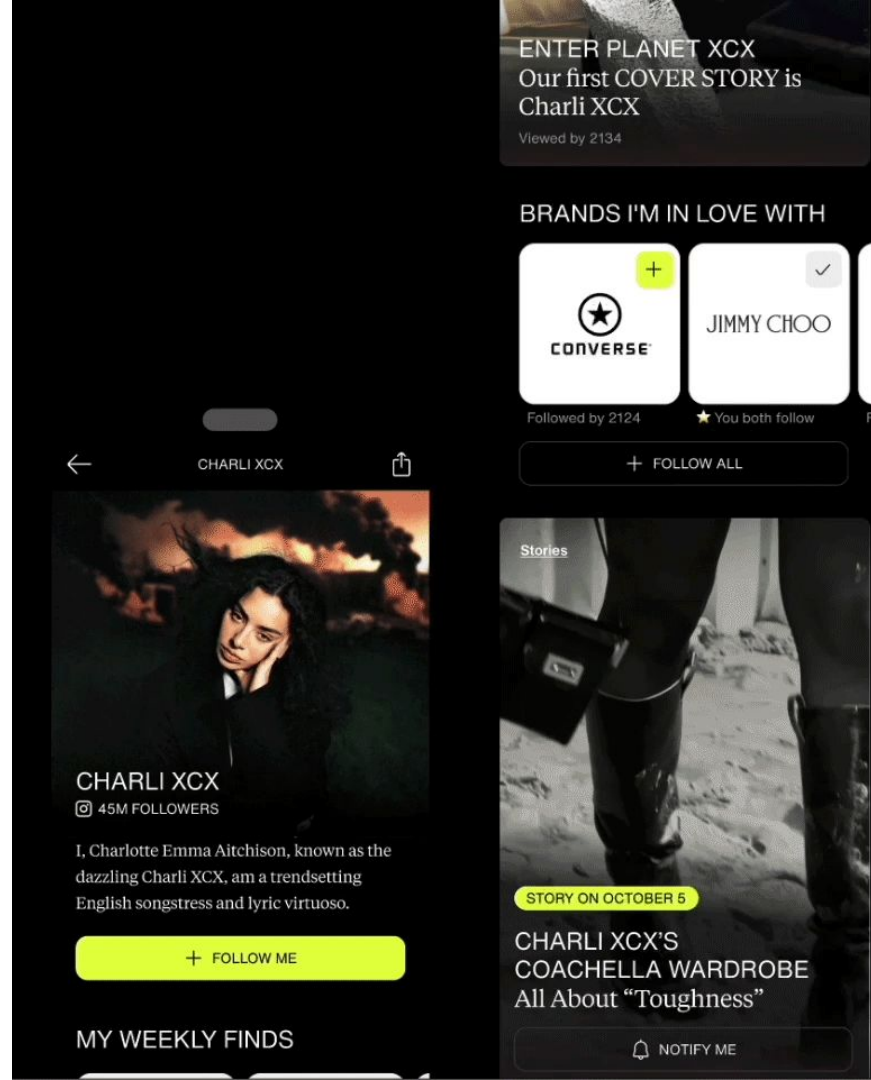 CHARLI XCX
CHARLI XCX
45M FOLLOWERS
I, Charlotte Emma Aitchison, known as the
dazzling Charli XCX, am a trendsetting
English songstress and lyric virtuoso.
+ FOLLOW ME
MY WEEKLY FINDS
ENTER PLANET XCX
Our first COVER STORY is
Charli XCX
Viewed by 2134
BRANDS I'M IN LOVE WITH
CONVERSE
JIMMY CHOO
Followed by 2124
You both follow
+ FOLLOW ALL
Stories
STORY ON OCTOBER 5
CHARLI XCX’S
COACHELLA WARDROBE
All About “Toughness”
NOTIFY ME